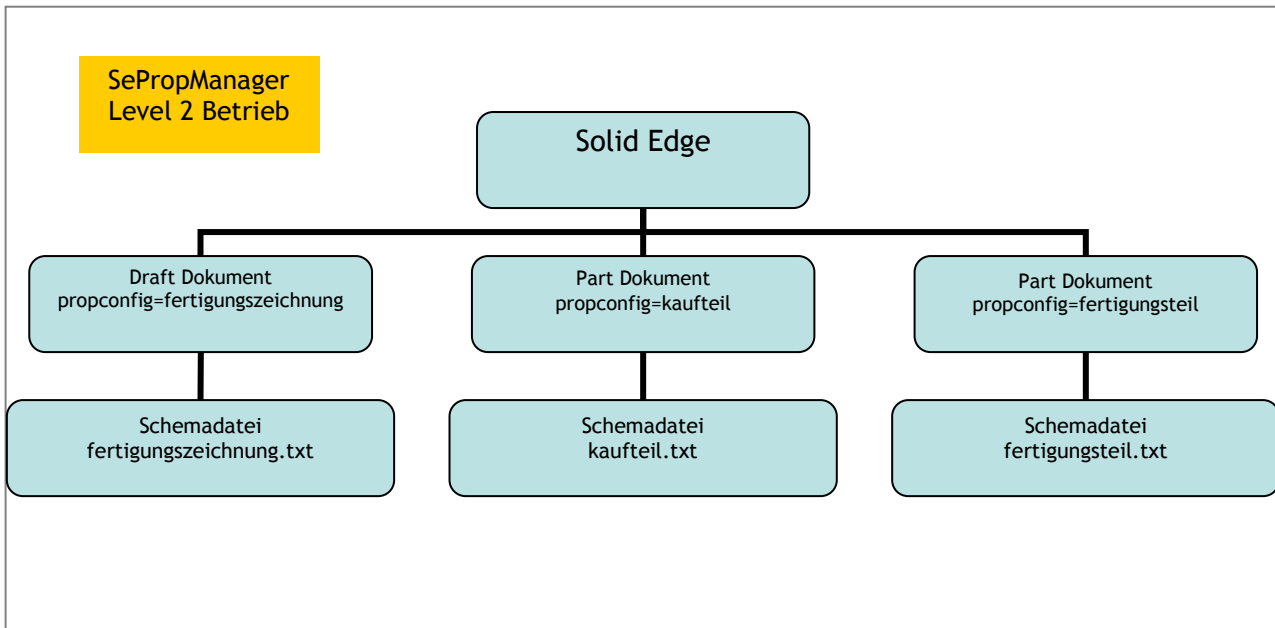 SePropManager
Level 2 Betrieb
Solid Edge
Draft Dokument
propconfig=fertigungszeichnung
Part Dokument
propconfig=kaufteil
Part Dokument
propconfig=fertigungsteil
Schemadatei
fertigungszeichnung.txt
Schemadatei
kaufteil.txt
Schemadatei
fertigungsteil.txt